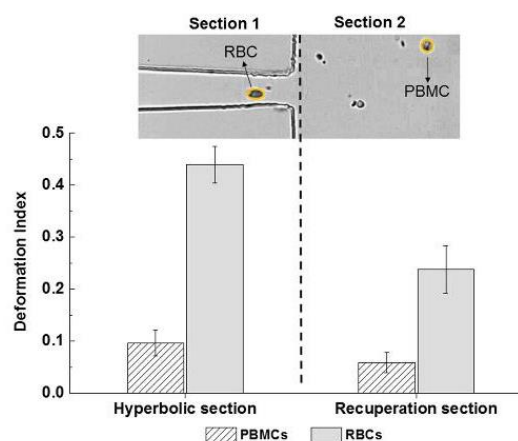 Section 1
Section 2
RBC
PBMC
0.5
0.4
0.3
0.2
0.1
0.0
Deformation Index
Hyperbolic section
Recuperation section
PBMCs
RBCs